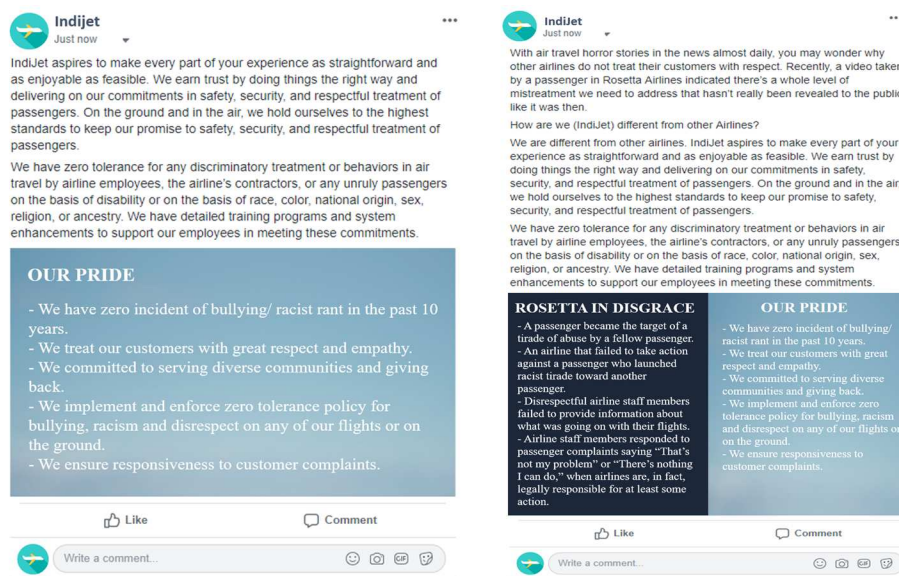 Indijet
Just now
IndiJet aspires to make every part of your experience as straightforward and
as enjoyable as feasible. We earn trust by doing things the right way and
delivering on our commitments in safety, security, and respectful treatment of
passengers. On the ground and in the air, we hold ourselves to the highest
standards to keep our promise to safety, security, and respectful treatment of
passengers.
We have zero tolerance for any discriminatory treatment or behaviors in air
travel by airline employees, the airline's contractors, or any unruly passengers
on the basis of disability or on the basis of race, color, national origin, sex,
religion, or ancestry. We have detailed training programs and system
enhancements to support our employees in meeting these commitments.
OUR PRIDE
- We have zero incident of bullying/ racist rant in the past 10
years.
- We treat our customers with great respect and empathy.
- We committed to serving diverse communities and giving
back.
- We implement and enforce zero tolerance policy for
bullying, racism and disrespect on any of our flights or on
the ground.
- We ensure responsiveness to customer complaints.
Like
Comment
Write a comment...
GIF
IndiJet
Just now
With air travel horror stories in the news almost daily, you may wonder why
other airlines do not treat their customers with respect. Recently, a video taken
by a passenger in Rosetta Airlines indicated there's a whole level of
mistreatment we need to address that hasn't really been revealed to the public
like it was then.
How are we (IndiJet) different from other Airlines?
We are different from other airlines. IndiJet aspires to make every part of your
experience as straightforward and as enjoyable as feasible. We earn trust by
doing things the right way and delivering on our commitments in safety,
security, and respectful treatment of passengers. On the ground and in the air,
we hold ourselves to the highest standards to keep our promise to safety,
security, and respectful treatment of passengers.
We have zero tolerance for any discriminatory treatment or behaviors in air
travel by airline employees, the airline's contractors, or any unruly passengers
on the basis of disability or on the basis of race, color, national origin, sex,
religion, or ancestry. We have detailed training programs and system
enhancements to support our employees in meeting these commitments.
ROSETTA IN DISGRACE
- A passenger became the target of a
tirade of abuse by a fellow passenger.
- An airline that failed to take action
against a passenger who launched
racist tirade toward another
passenger.
- Disrespectful airline staff members
failed to provide information about
what was going on with their flights.
- Airline staff members responded to
passenger complaints saying "That's
not my problem" or "There's nothing
I can do," when airlines are, in fact,
legally responsible for at least some
action.
OUR PRIDE
- We have zero incident of bullying/
racist rant in the past 10 years.
- We treat our customers with great
respect and empathy.
- We committed to serving diverse
communities and giving back.
- We implement and enforce zero
tolerance policy for bullying, racism
and disrespect on any of our flights or
on the ground.
- We ensure responsiveness to
customer complaints.
Like
Comment
Write a comment...
GIF